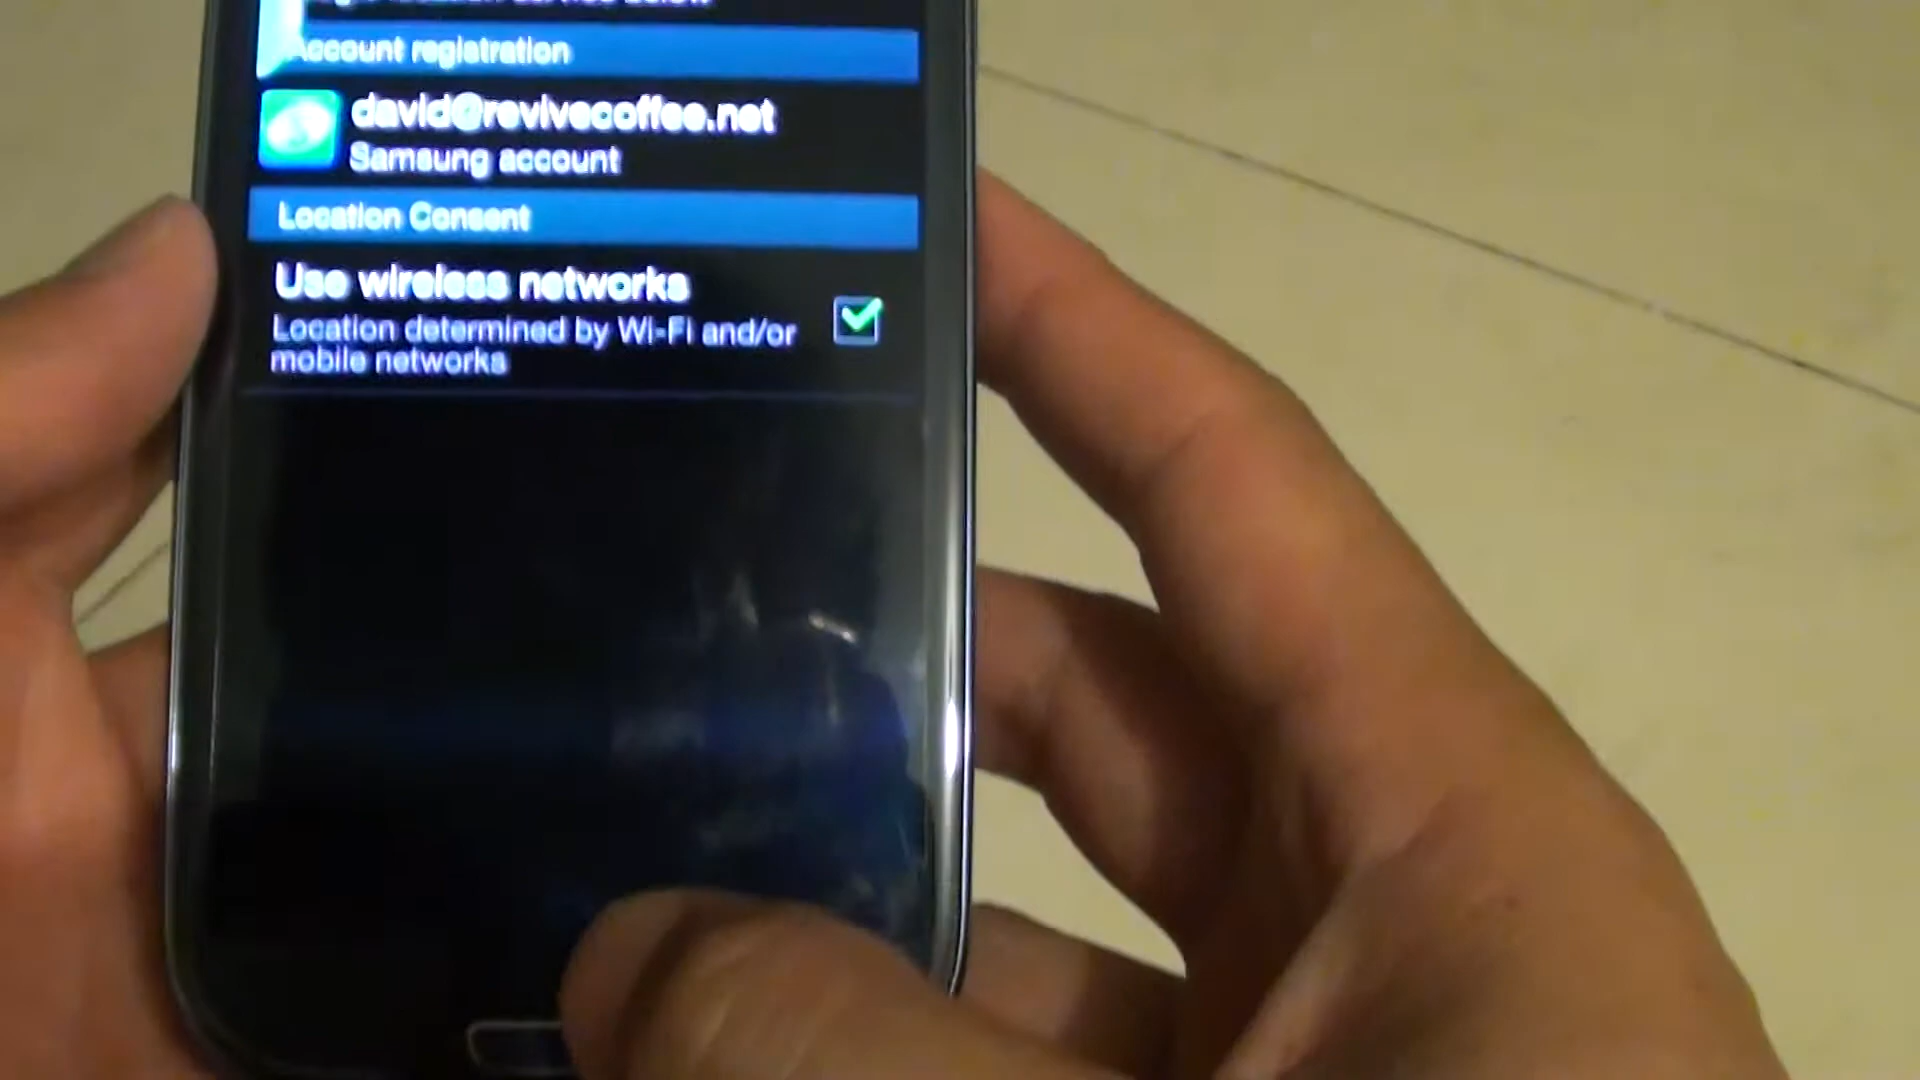 Account registration
david@revivecoffee.net
Samsung account
Location Consent
Use wireless networks
Location determined by Wi-Fi and/or
mobile networks